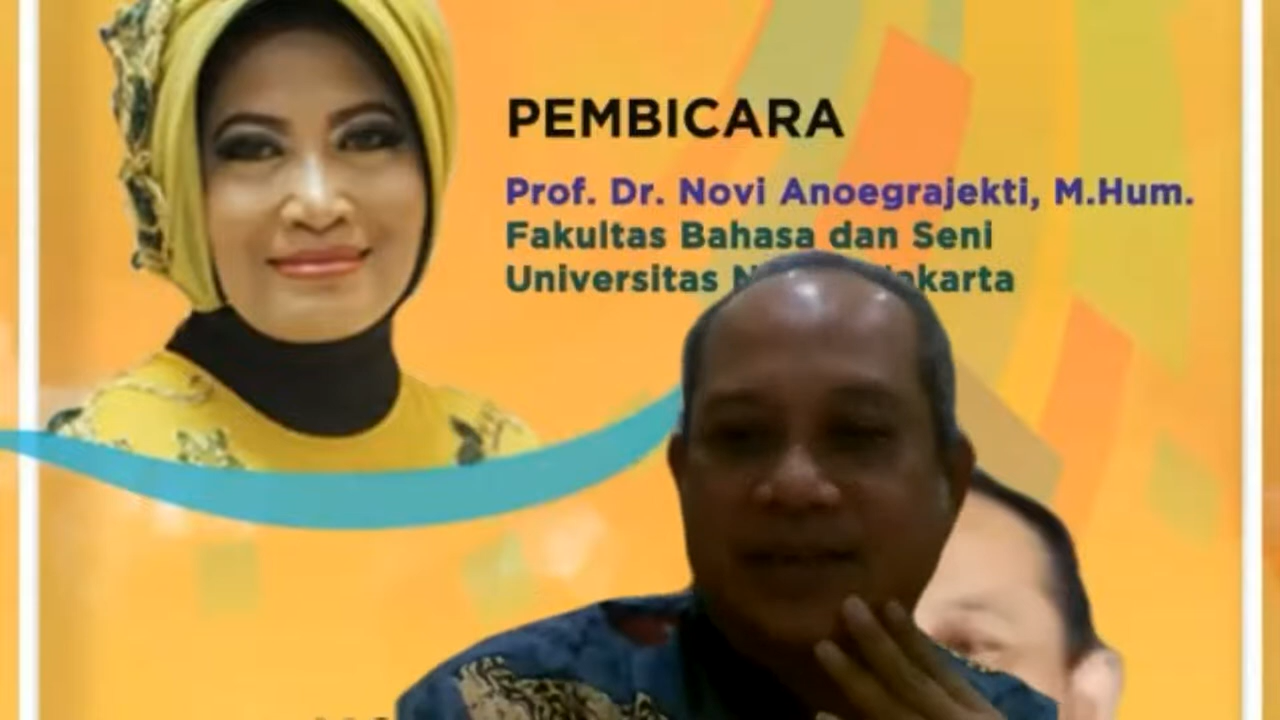 PEMBICARA
Prof. Dr. Novi Anoegrajekti, M.Hum.
Fakultas Bahasa dan Seni
Universitas